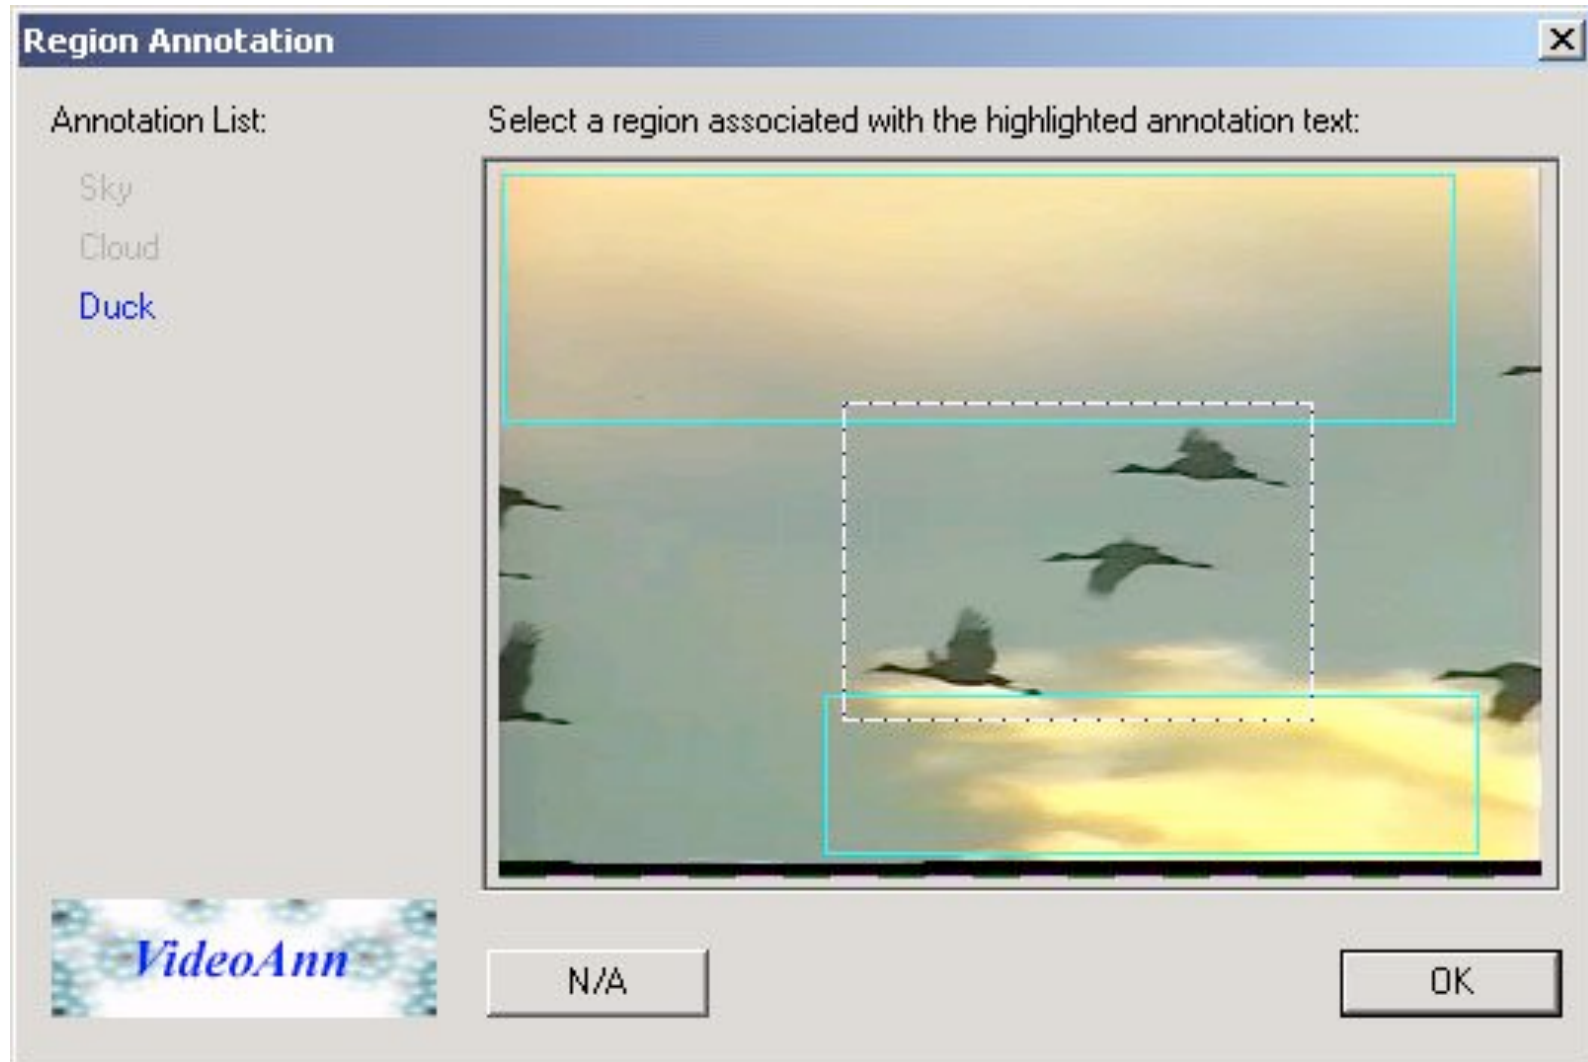 Region Annotation
Annotation List:
Select a region associated with the highlighted annotation text:
Sky
Cloud
Duck
VideoAnn
N/A
OK